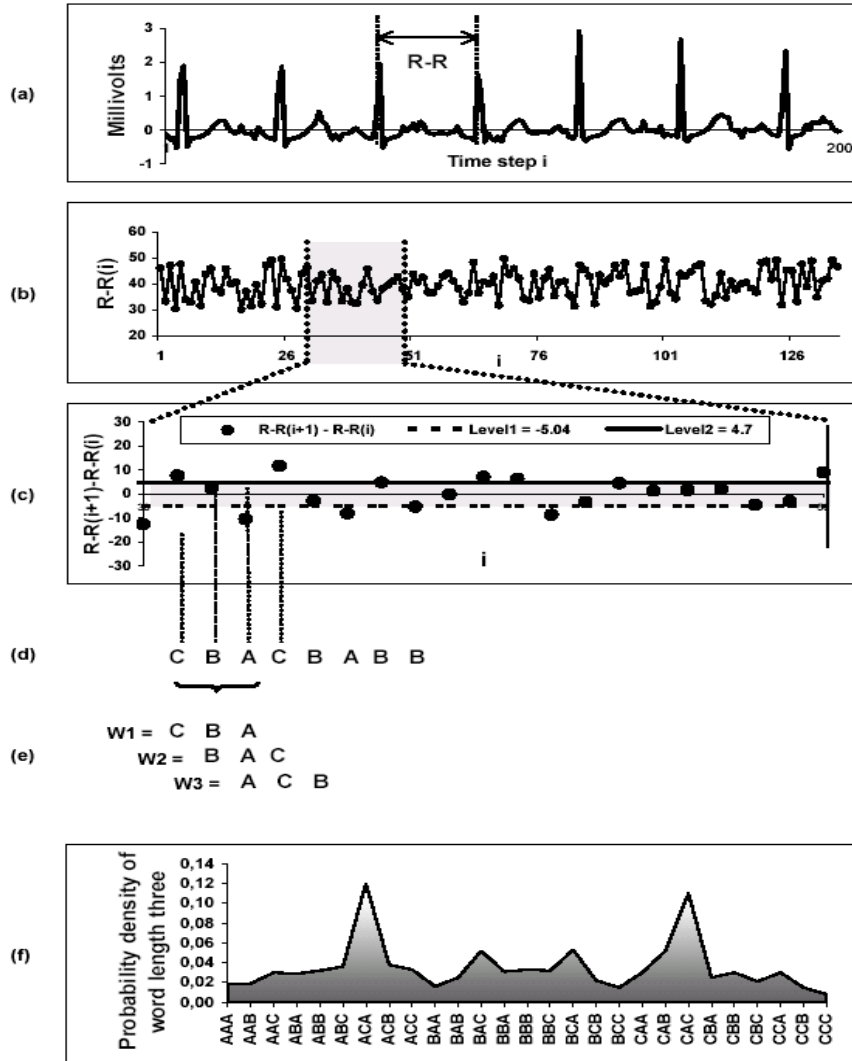 (a)
Millivolts
3
2
1
0
-1
R-R
Time step i
200
(b)
R-R(i)
60
50
40
30
20
1 26 51 76 101 126
i
(c)
R-R(i+1)-R-R(i)
30
20
10
0
-10
-20
-30
R-R(i+1) - R-R(i) Level1 = -5.04 Level2 = 4.7
i
(d)
C B A C B A B B
(e)
W1 = C B A
W2 = B A C
W3 = A C B
(f)
Probability density of
word length three
0,14
0,12
0,10
0,08
0,06
0,04
0,02
0,00
AAA AAB AAC ABA ABB ABC ACA ACB ACC BAA BAB BAC BBA BBB BBC BCA BCB BCC CAA CAB CAC CBA CBB CBC CCA CCB CCC